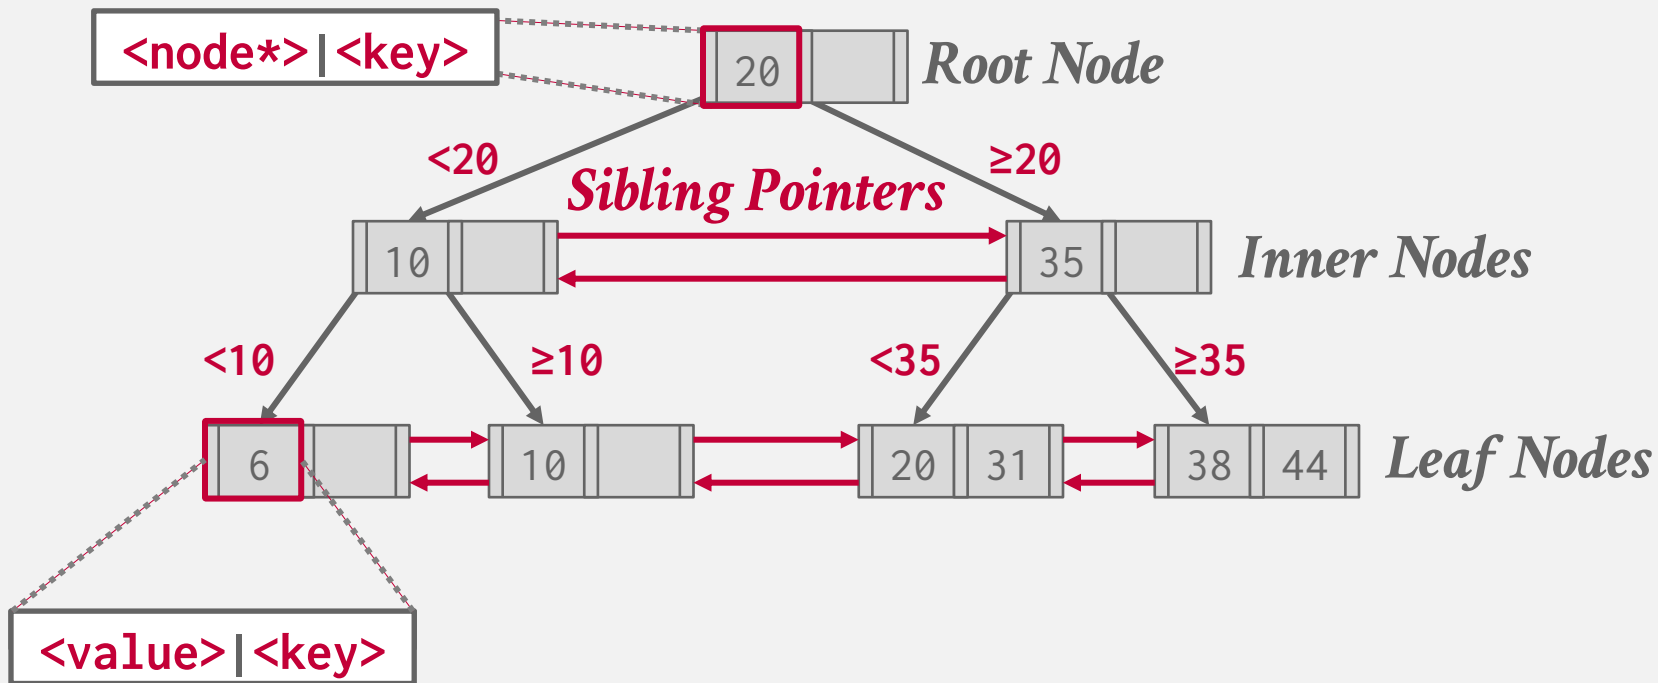 <node*>|<key>
20
Root Node
<20
≥20
Sibling Pointers
10
35
Inner Nodes
<10
≥10
<35
≥35
6
10
20 31
38 44
Leaf Nodes
<value>|<key>